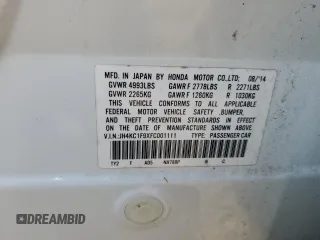 MFD. IN JAPAN BY HONDA MOTOR CO.,LTD. 08/'14
GVWR 4993LBS GAWR F 2778LBS R 2271LBS
GVWR 2265KG GAWR F 1260KG R 1030KG
THIS VEHICLE CONFORMS TO ALL APPLICABLE
FEDERAL MOTOR VEHICLE SAFETY,
BUMPER, AND THEFT PREVENTION
STANDARDS IN EFFECT ON THE
DATE OF MANUFACTURE SHOWN ABOVE.
V.I.N. JH4KC1F9XFC001111 TYPE: PASSENGER CAR
autobidmaster